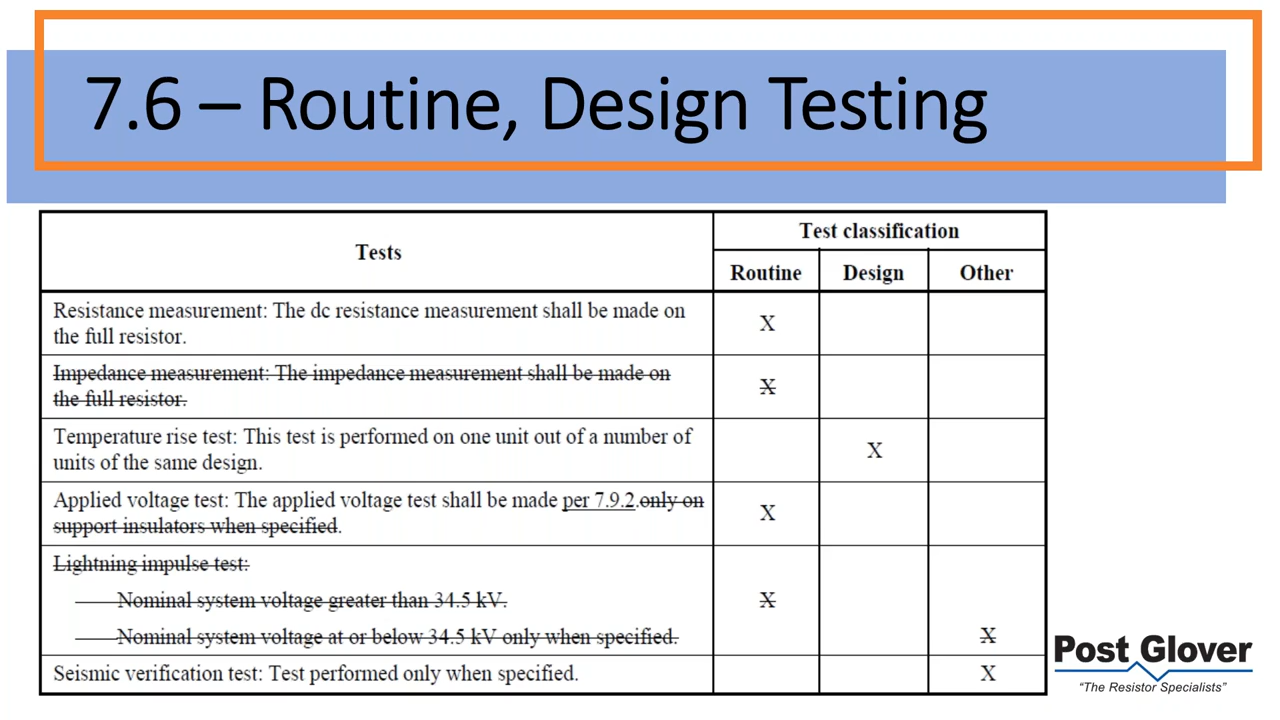 7.6 – Routine, Design Testing
Tests
Test classification
Routine
Design
Other
Resistance measurement: The dc resistance measurement shall be made on
the full resistor.
X
Impedance measurement: The impedance measurement shall be made on
the full resistor.
X
Temperature rise test: This test is performed on one unit out of a number of
units of the same design.
X
Applied voltage test: The applied voltage test shall be made per 7.9.2.only on
support insulators when specified.
X
Lightning impulse test:
—— Nominal system voltage greater than 34.5 kV.
X
—— Nominal system voltage at or below 34.5 kV only when specified.
X
Seismic verification test: Test performed only when specified.
X
Post Glover
“The Resistor Specialists”